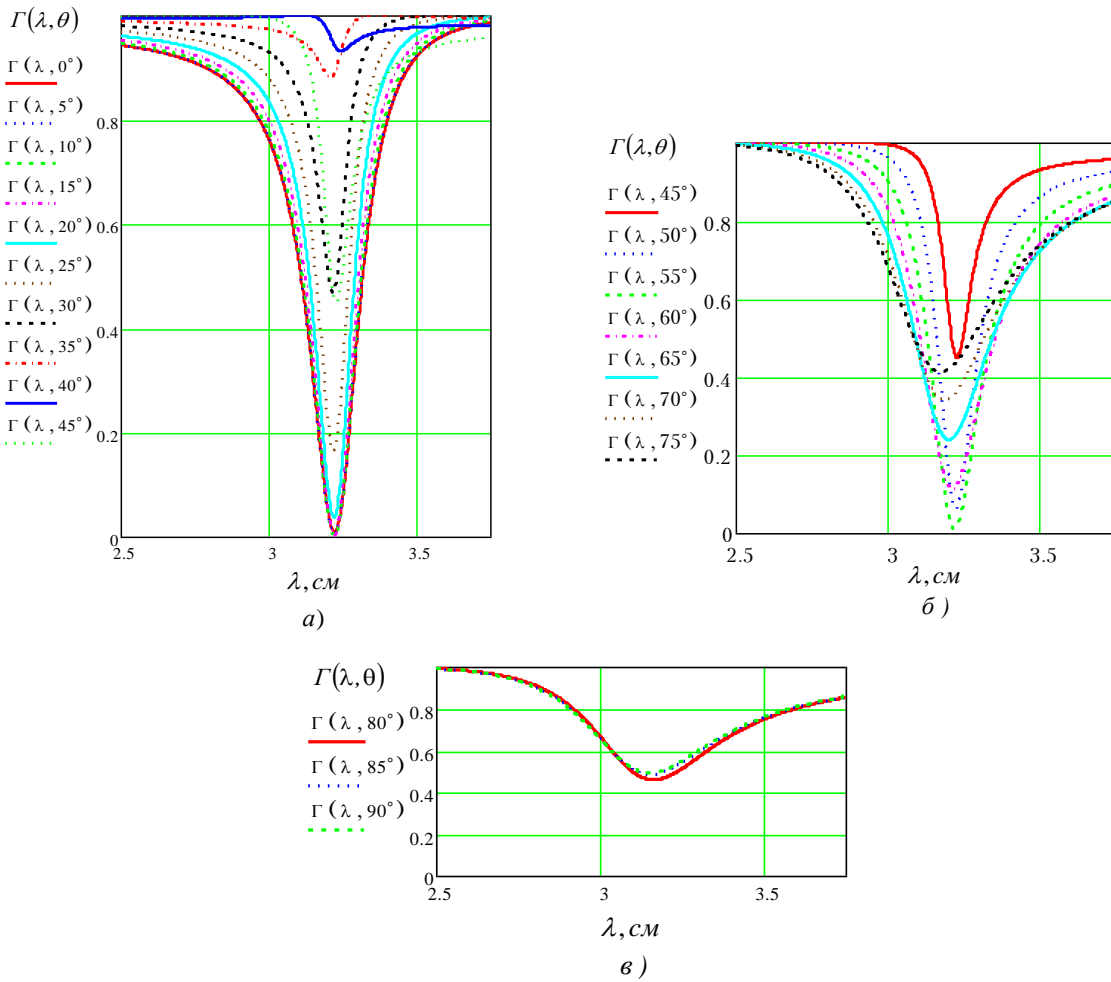 Γ(λ,θ)
Γ(λ, 0°)
Γ(λ, 5°)
Γ(λ, 10°)
Γ(λ, 15°)
Γ(λ, 20°)
Γ(λ, 25°)
Γ(λ, 30°)
Γ(λ, 35°)
Γ(λ, 40°)
Γ(λ, 45°)
0.8
0.6
0.4
0.2
0
2.5
3
3.5
λ, см
а)
Γ(λ,θ)
Γ(λ, 45°)
Γ(λ, 50°)
Γ(λ, 55°)
Γ(λ, 60°)
Γ(λ, 65°)
Γ(λ, 70°)
Γ(λ, 75°)
0.8
0.6
0.4
0.2
0
2.5
3
3.5
λ, см
б )
Γ(λ,θ)
Γ(λ, 80°)
Γ(λ, 85°)
Γ(λ, 90°)
0.8
0.6
0.4
0.2
0
2.5
3
3.5
λ, см
в )